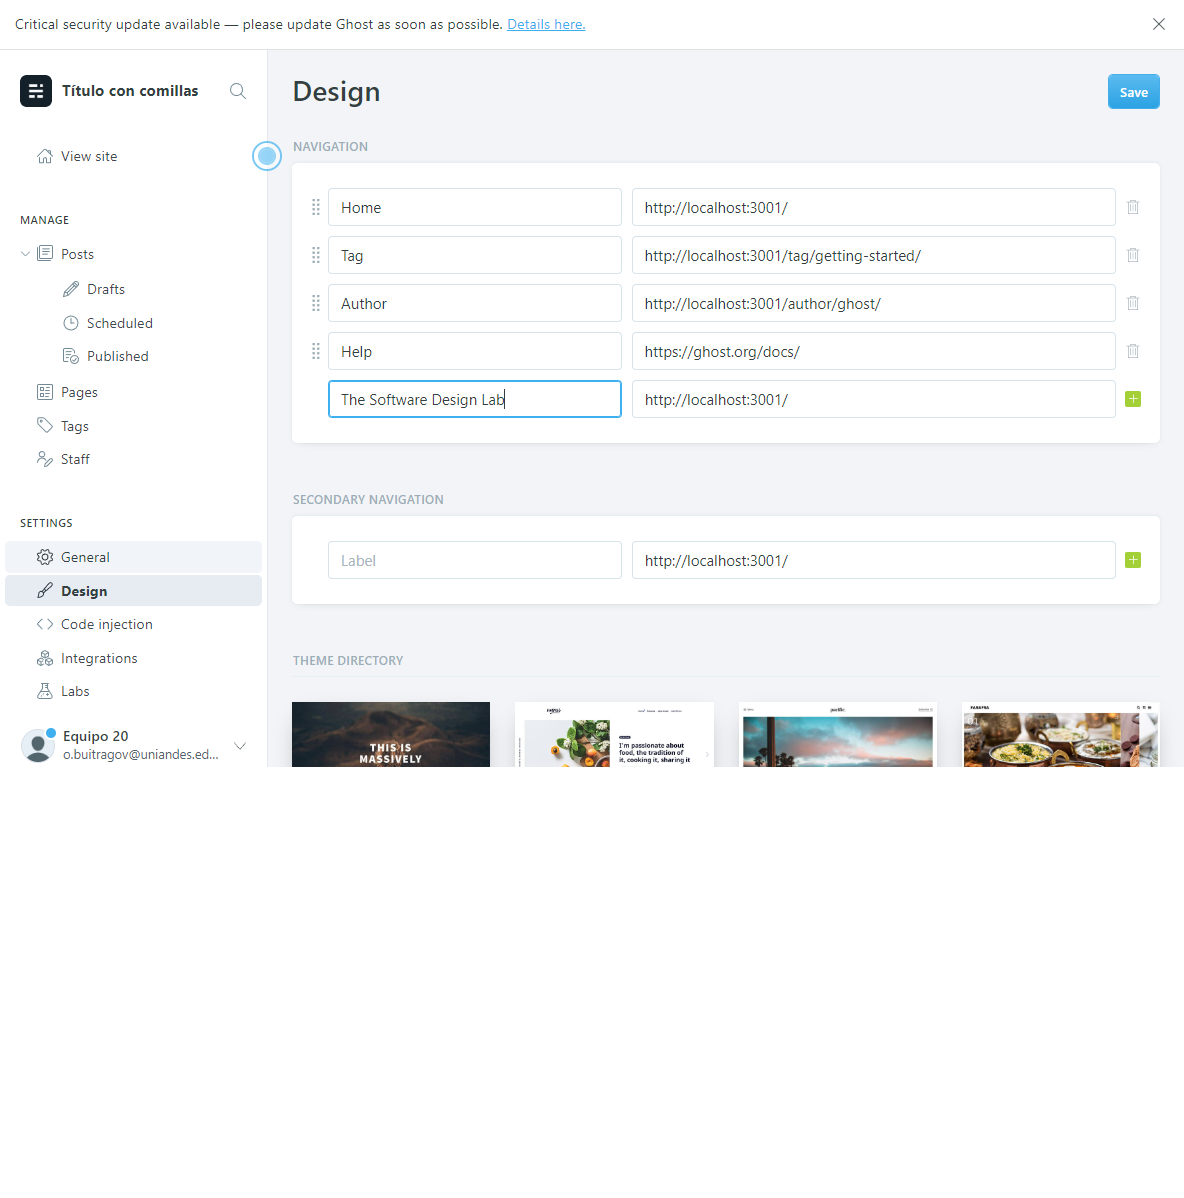 Critical security update available — please update Ghost as soon as possible. Details here.
Título con comillas
View site
MANAGE
Posts
Drafts
Scheduled
Published
Pages
Tags
Staff
SETTINGS
General
Design
Code injection
Integrations
Labs
Equipo 20
o.buitragov@uniandes.ed...
Design
Save
NAVIGATION
Home http://localhost:3001/
Tag http://localhost:3001/tag/getting-started/
Author http://localhost:3001/author/ghost/
Help https://ghost.org/docs/
The Software Design Lab http://localhost:3001/
SECONDARY NAVIGATION
Label http://localhost:3001/
THEME DIRECTORY
THIS IS
MASSIVELY
I'm passionate about
food, the tradition of
it, cooking it, sharing it
pacific.